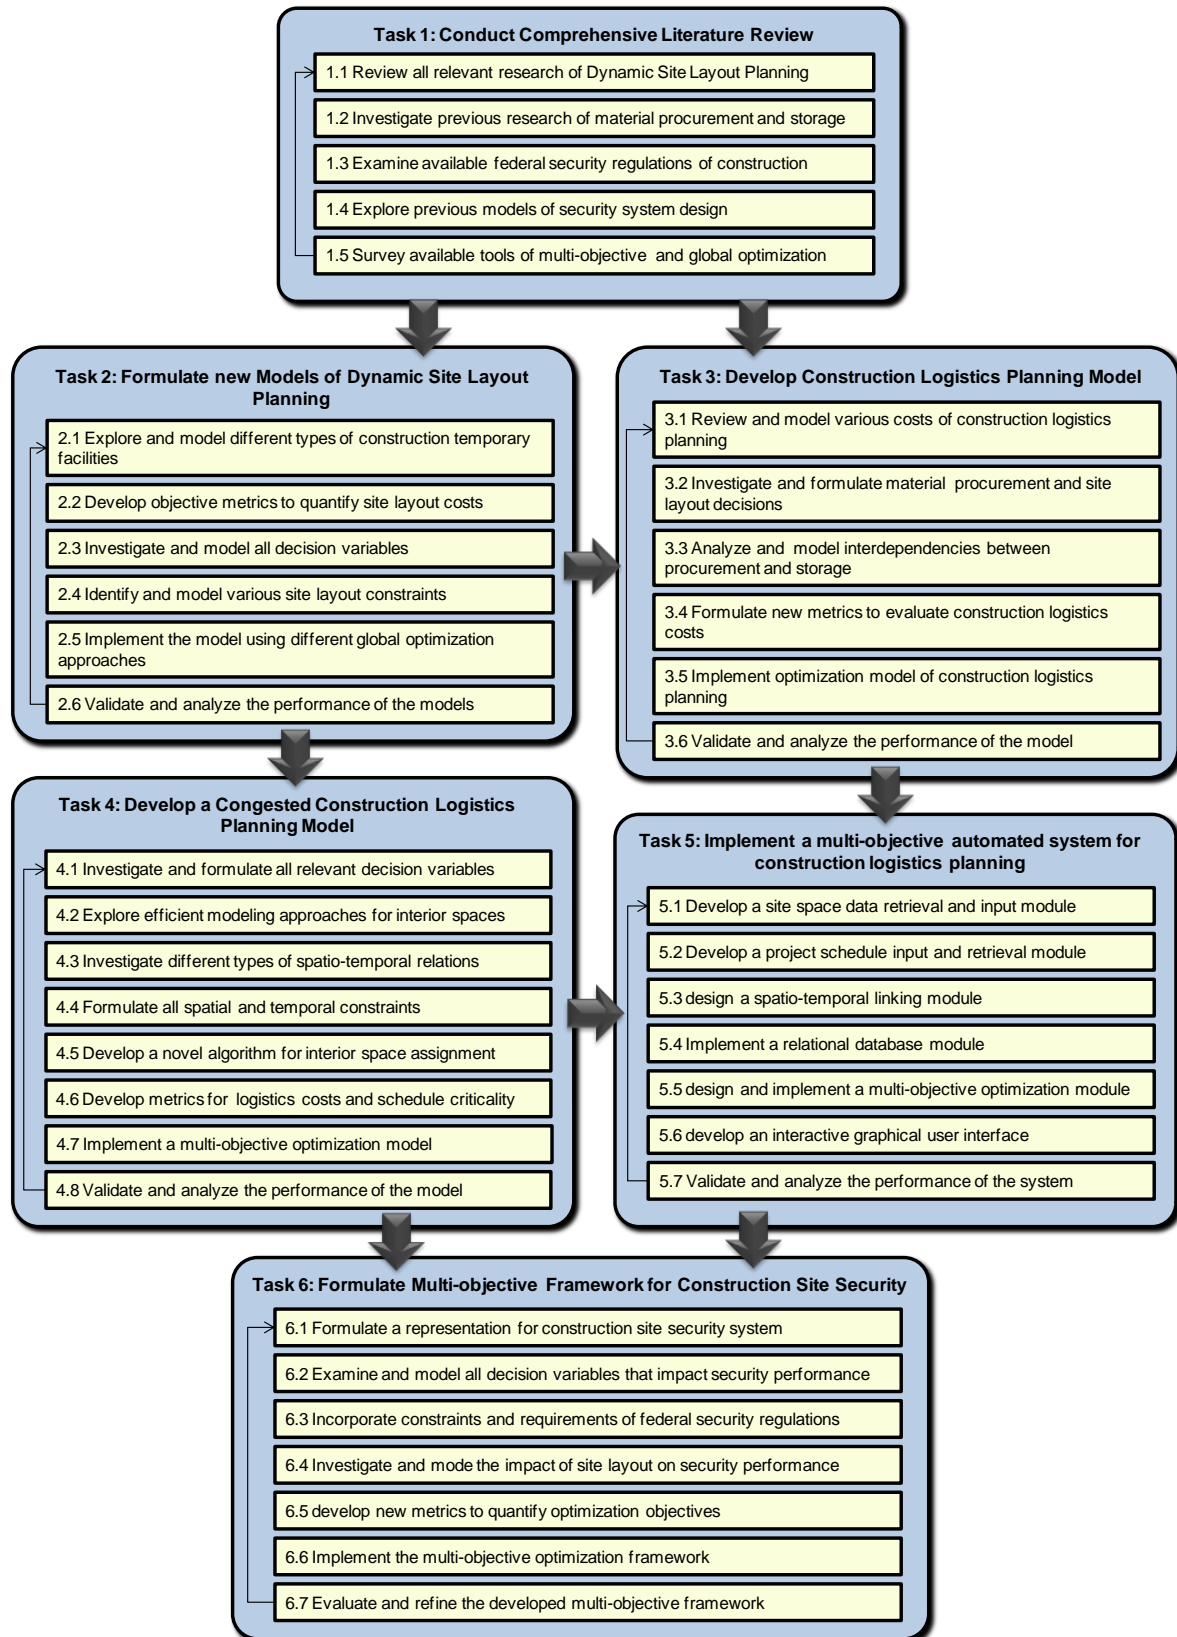 Task 1: Conduct Comprehensive Literature Review
1.1 Review all relevant research of Dynamic Site Layout Planning
1.2 Investigate previous research of material procurement and storage
1.3 Examine available federal security regulations of construction
1.4 Explore previous models of security system design
1.5 Survey available tools of multi-objective and global optimization
Task 2: Formulate new Models of Dynamic Site Layout
Planning
2.1 Explore and model different types of construction temporary
facilities
2.2 Develop objective metrics to quantify site layout costs
2.3 Investigate and model all decision variables
2.4 Identify and model various site layout constraints
2.5 Implement the model using different global optimization
approaches
2.6 Validate and analyze the performance of the models
Task 3: Develop Construction Logistics Planning Model
3.1 Review and model various costs of construction logistics
planning
3.2 Investigate and formulate material procurement and site
layout decisions
3.3 Analyze and model interdependencies between
procurement and storage
3.4 Formulate new metrics to evaluate construction logistics
costs
3.5 Implement optimization model of construction logistics
planning
3.6 Validate and analyze the performance of the model
Task 4: Develop a Congested Construction Logistics
Planning Model
4.1 Investigate and formulate all relevant decision variables
4.2 Explore efficient modeling approaches for interior spaces
4.3 Investigate different types of spatio-temporal relations
4.4 Formulate all spatial and temporal constraints
4.5 Develop a novel algorithm for interior space assignment
4.6 Develop metrics for logistics costs and schedule criticality
4.7 Implement a multi-objective optimization model
4.8 Validate and analyze the performance of the model
Task 5: Implement a multi-objective automated system for
construction logistics planning
5.1 Develop a site space data retrieval and input module
5.2 Develop a project schedule input and retrieval module
5.3 design a spatio-temporal linking module
5.4 Implement a relational database module
5.5 design and implement a multi-objective optimization module
5.6 develop an interactive graphical user interface
5.7 Validate and analyze the performance of the system
Task 6: Formulate Multi-objective Framework for Construction Site Security
6.1 Formulate a representation for construction site security system
6.2 Examine and model all decision variables that impact security performance
6.3 Incorporate constraints and requirements of federal security regulations
6.4 Investigate and mode the impact of site layout on security performance
6.5 develop new metrics to quantify optimization objectives
6.6 Implement the multi-objective optimization framework
6.7 Evaluate and refine the developed multi-objective framework